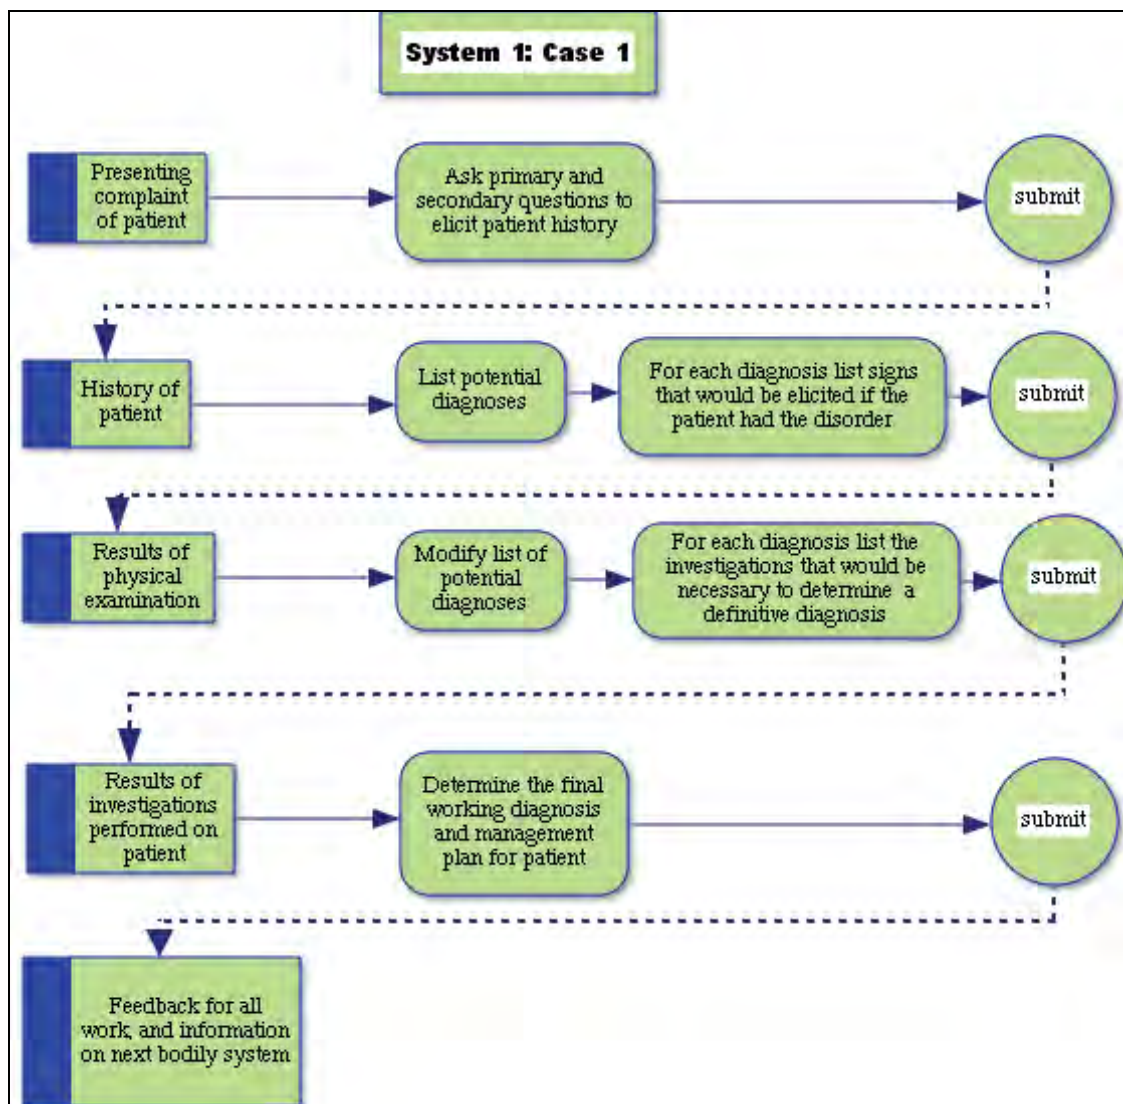 System 1: Case 1
Presenting
complaint
of patient
Ask primary and
secondary questions to
elicit patient history
submit
History of
patient
List potential
diagnoses
For each diagnosis list signs
that would be elicited if the
patient had the disorder
submit
Results of
physical
examination
Modify list of
potential
diagnoses
For each diagnosis list the
investigations that would be
necessary to determine a
definitive diagnosis
submit
Results of
investigations
performed on
patient
Determine the final
working diagnosis
and management
plan for patient
submit
Feedback for all
work, and information
on next bodily system